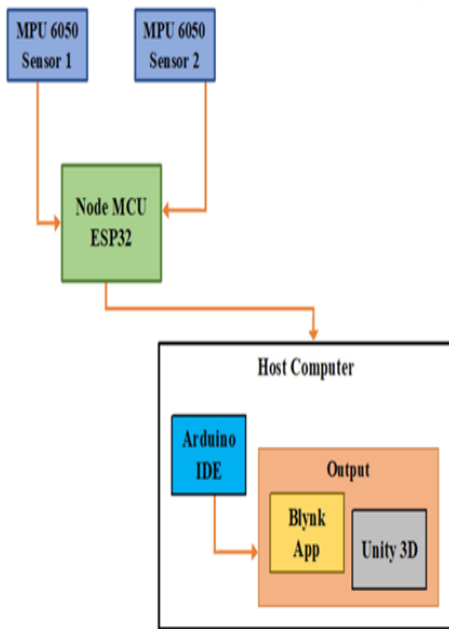 MPU 6050
Sensor 1
MPU 6050
Sensor 2
Node MCU
ESP32
Host Computer
Arduino
IDE
Output
Blynk
App
Unity 3D